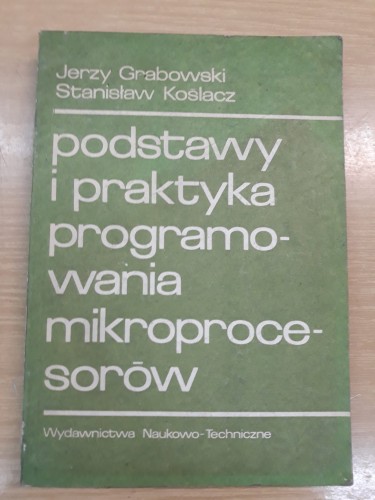 Jerzy Grabowski
Stanisław Koślacz
podstawy
i praktyka
programo-
wania
mikroproce-
sorów
Wydawnictwa Naukowo-Techniczne